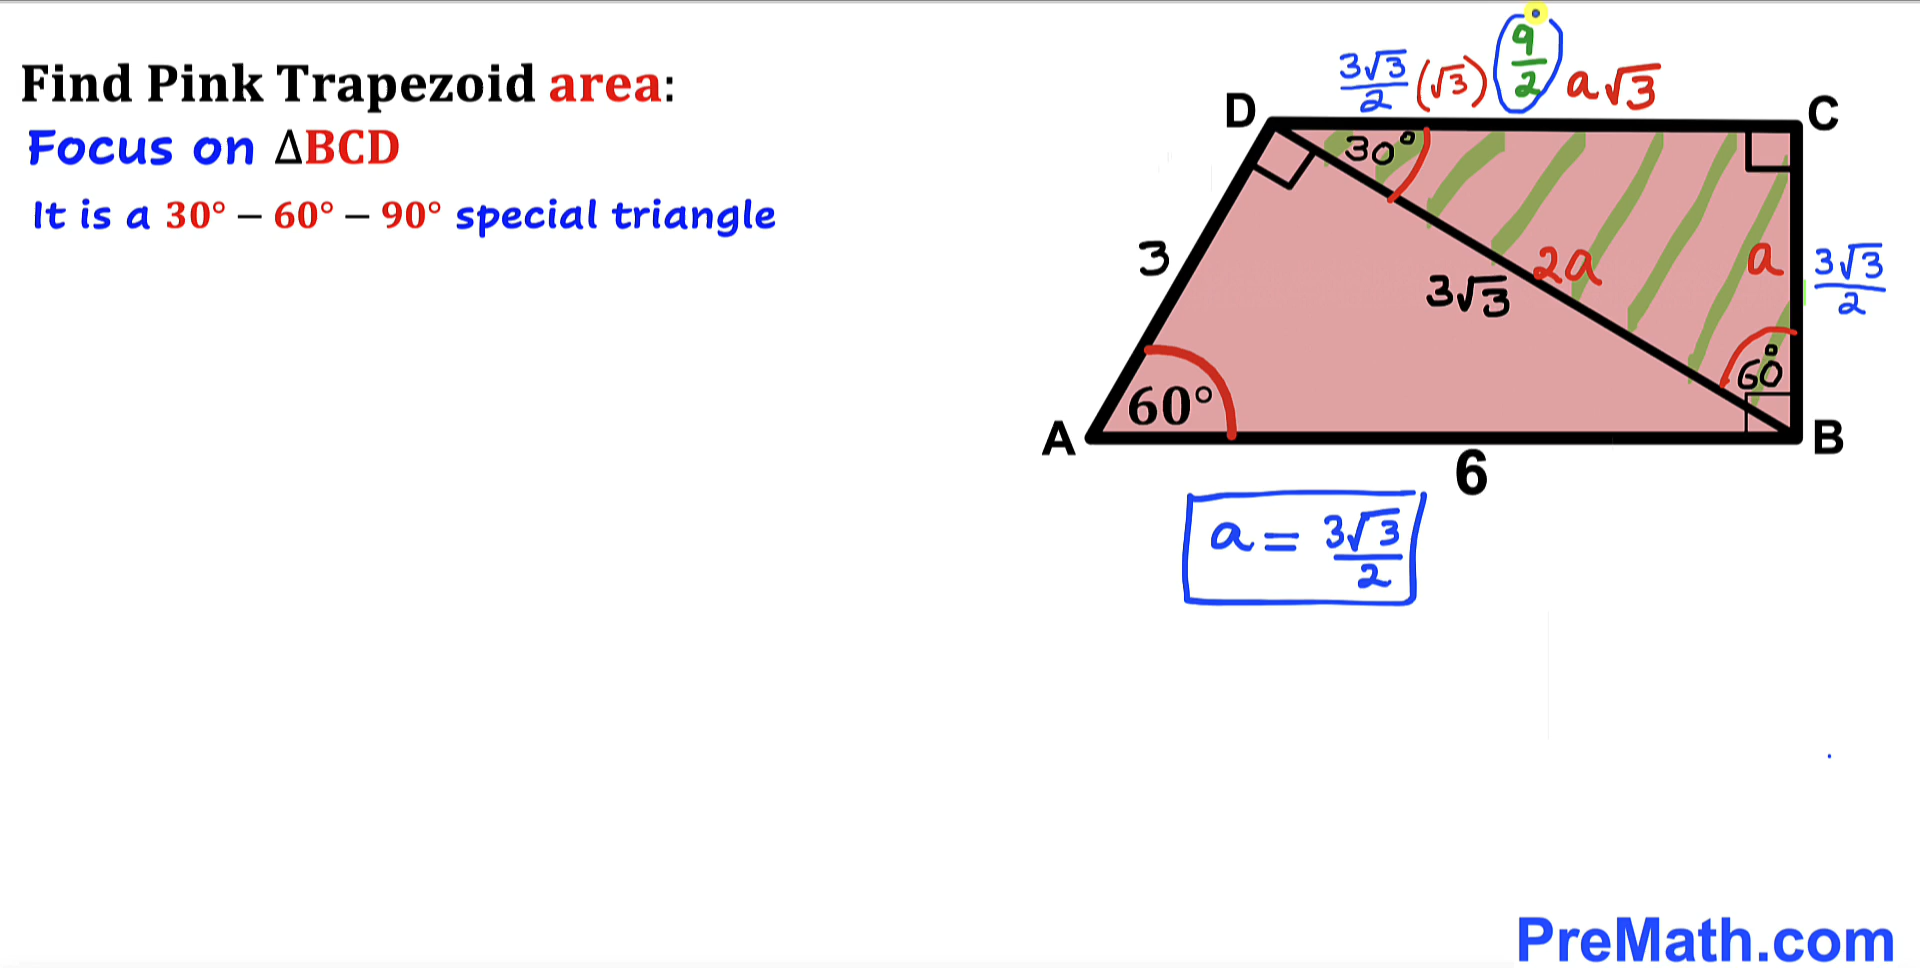 Find Pink Trapezoid area:
Focus on ΔBCD
It is a 30° – 60° – 90° special triangle
3√3/2 (√3) 9/2 a√3
D
C
30°
3
2a
a
3√3/2
3√3
60°
60°
A
B
6
a = 3√3/2
PreMath.com